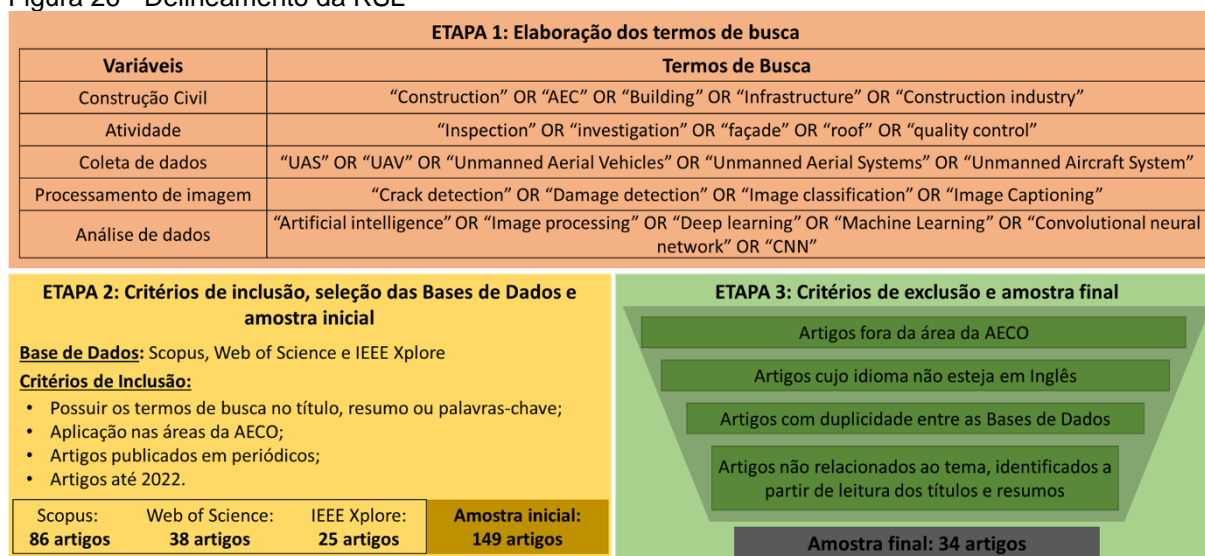 Figura 26 - Delineamento da RSL
ETAPA 1: Elaboração dos termos de busca
Variáveis
Termos de Busca
Construção Civil
"Construction" OR "AEC" OR "Building" OR "Infrastructure" OR "Construction industry"
Atividade
"Inspection" OR "investigation" OR "façade" OR "roof" OR "quality control"
Coleta de dados
"UAS" OR "UAV" OR "Unmanned Aerial Vehicles" OR "Unmanned Aerial Systems" OR "Unmanned Aircraft System"
Processamento de imagem
"Crack detection" OR "Damage detection" OR "Image classification" OR "Image Captioning"
Análise de dados
"Artificial intelligence" OR "Image processing" OR "Deep learning" OR "Machine Learning" OR "Convolutional neural
network" OR "CNN"
ETAPA 2: Critérios de inclusão, seleção das Bases de Dados e
amostra inicial
Base de Dados: Scopus, Web of Science e IEEE Xplore
Critérios de Inclusão:
• Possuir os termos de busca no título, resumo ou palavras-chave;
• Aplicação nas áreas da AECO;
• Artigos publicados em periódicos;
• Artigos até 2022.
Scopus:
86 artigos
Web of Science:
38 artigos
IEEE Xplore:
25 artigos
Amostra inicial:
149 artigos
ETAPA 3: Critérios de exclusão e amostra final
Artigos fora da área da AECO
Artigos cujo idioma não esteja em Inglês
Artigos com duplicidade entre as Bases de Dados
Artigos não relacionados ao tema, identificados a
partir de leitura dos títulos e resumos
Amostra final: 34 artigos